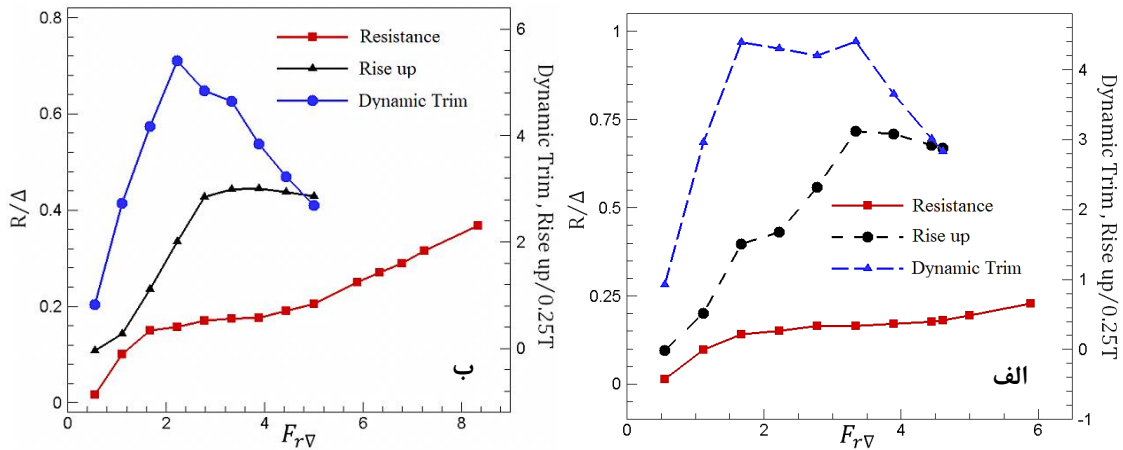 0.8
0.6
0.4
0.2
0
R/Δ
0 2 4 6 8
F_{r∇}
6
4
2
0
Dynamic Trim , Rise up/0.25T
Resistance
Rise up
Dynamic Trim
ب
1
0.75
0.5
0.25
0
R/Δ
0 2 4 6
F_{r∇}
4
3
2
1
0
-1
Dynamic Trim , Rise up/0.25T
Resistance
Rise up
Dynamic Trim
الف